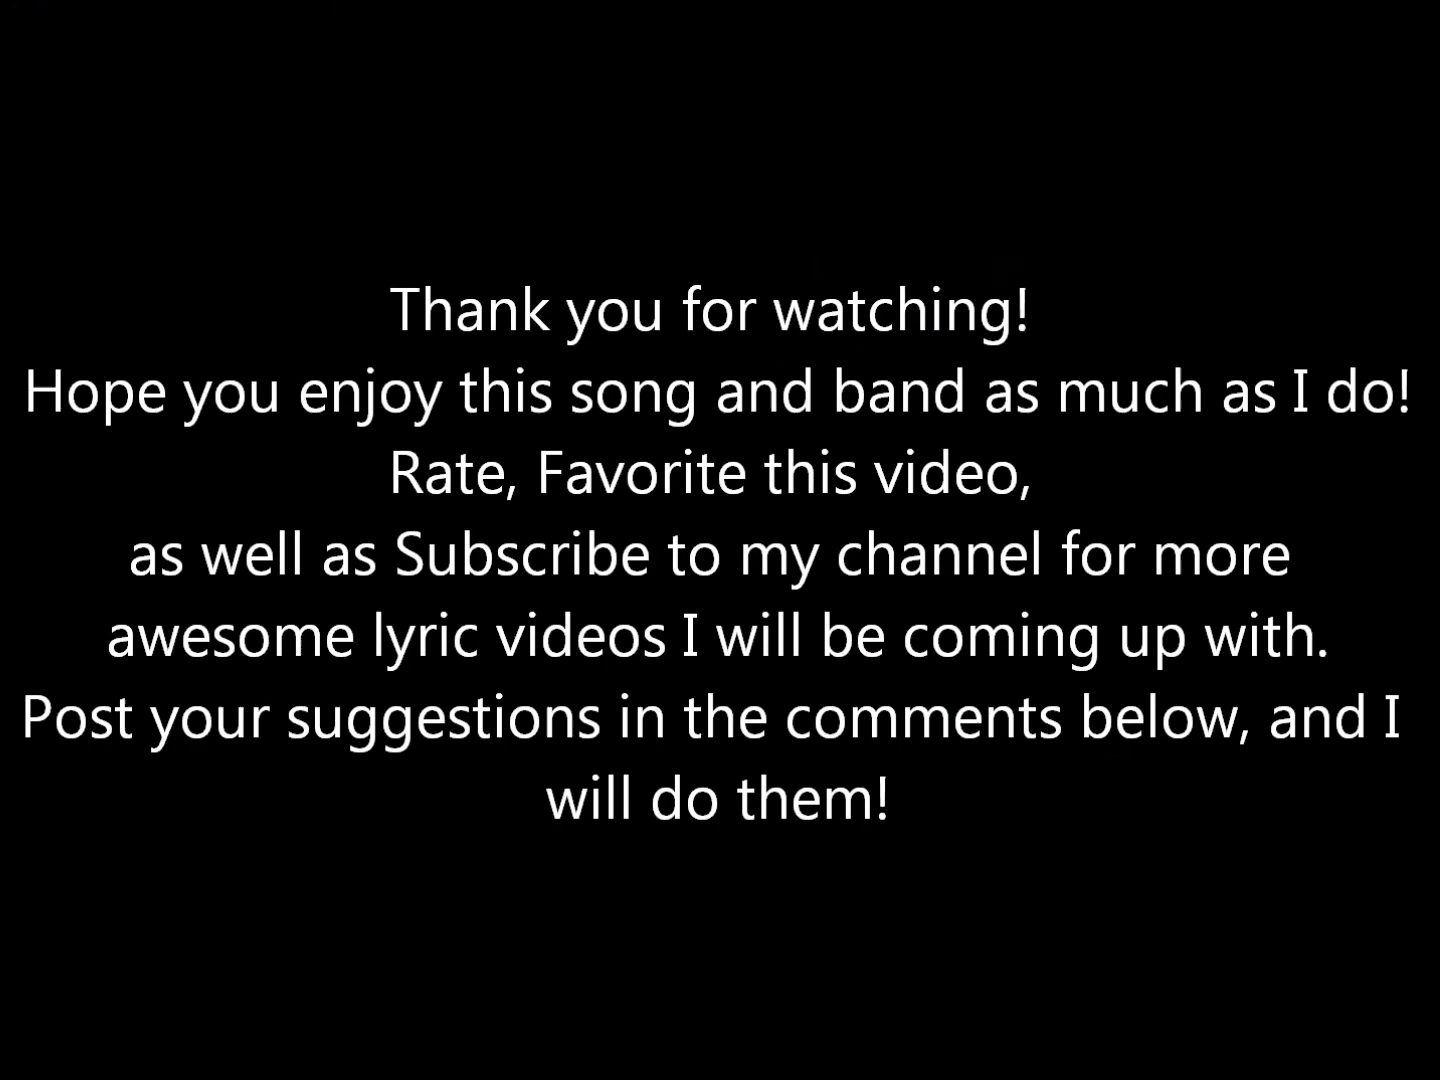 Thank you for watching!
Hope you enjoy this song and band as much as I do!
Rate, Favorite this video,
as well as Subscribe to my channel for more
awesome lyric videos I will be coming up with.
Post your suggestions in the comments below, and I
will do them!